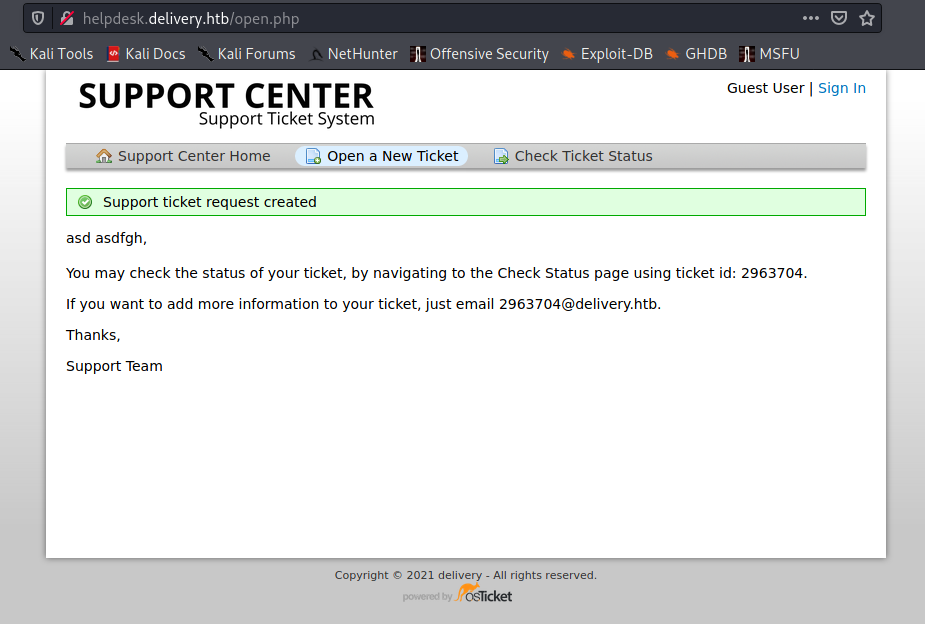 helpdesk.delivery.htb/open.php
Kali Tools Kali Docs Kali Forums NetHunter Offensive Security Exploit-DB GHDB MSFU
SUPPORT CENTER
Support Ticket System
Guest User | Sign In
Support Center Home Open a New Ticket Check Ticket Status
Support ticket request created
asd asdfgh,
You may check the status of your ticket, by navigating to the Check Status page using ticket id: 2963704.
If you want to add more information to your ticket, just email 2963704@delivery.htb.
Thanks,
Support Team
Copyright © 2021 delivery - All rights reserved.
powered by osTicket